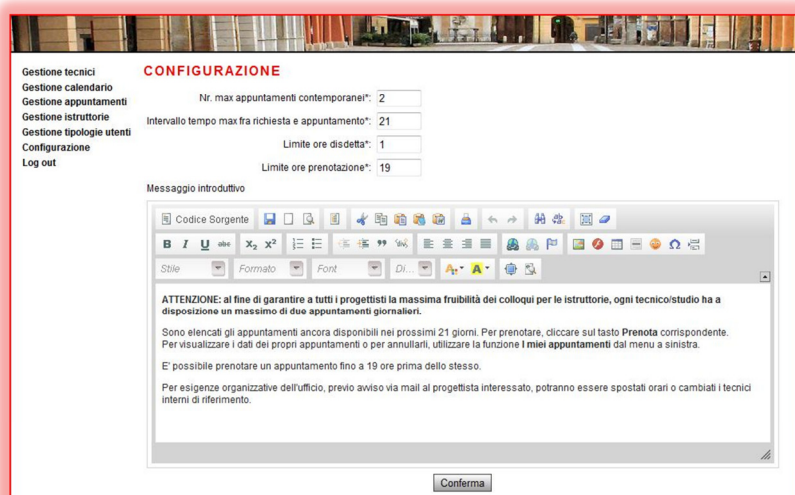 Gestione tecnici
Gestione calendario
Gestione appuntamenti
Gestione istruttorie
Gestione tipologie utenti
Configurazione
Log out
CONFIGURAZIONE
Nr. max appuntamenti contemporanei*: 2
Intervallo tempo max fra richiesta e appuntamento*: 21
Limite ore disdetta*: 1
Limite ore prenotazione*: 19
Messaggio introduttivo
Codice Sorgente
B I U abc X₂ X²
Stile Formato Font Di...
ATTENZIONE: al fine di garantire a tutti i progettisti la massima fruibilità dei colloqui per le istruttorie, ogni tecnico/studio ha a
disposizione un massimo di due appuntamenti giornalieri.
Sono elencati gli appuntamenti ancora disponibili nei prossimi 21 giorni. Per prenotare, cliccare sul tasto Prenota corrispondente.
Per visualizzare i dati dei propri appuntamenti o per annullarli, utilizzare la funzione I miei appuntamenti dal menu a sinistra.
E' possibile prenotare un appuntamento fino a 19 ore prima dello stesso.
Per esigenze organizzative dell'ufficio, previo avviso via mail al progettista interessato, potranno essere spostati orari o cambiati i tecnici
interni di riferimento.
Conferma